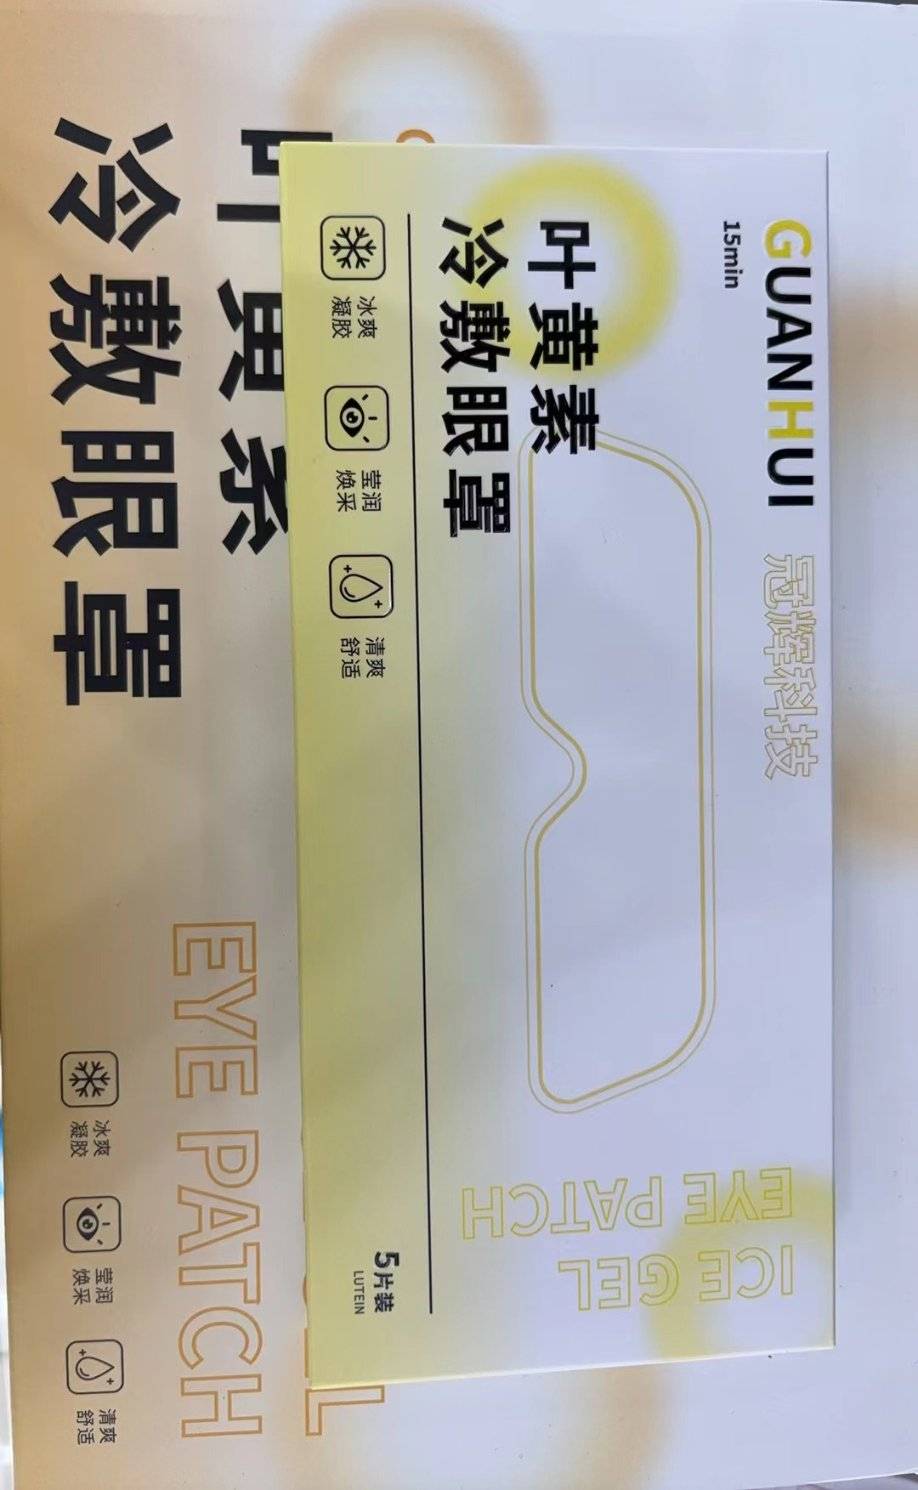 GUANHUI 冠辉科技
15min
叶黄素
冷敷眼罩
冰爽
凝胶
莹润
焕采
清爽
舒适
ICE GEL
EYE PATCH
5片装
LUTEIN
叶黄素
冷敷眼罩
EYE PATCH
冰爽
凝胶
莹润
焕采
清爽
舒适